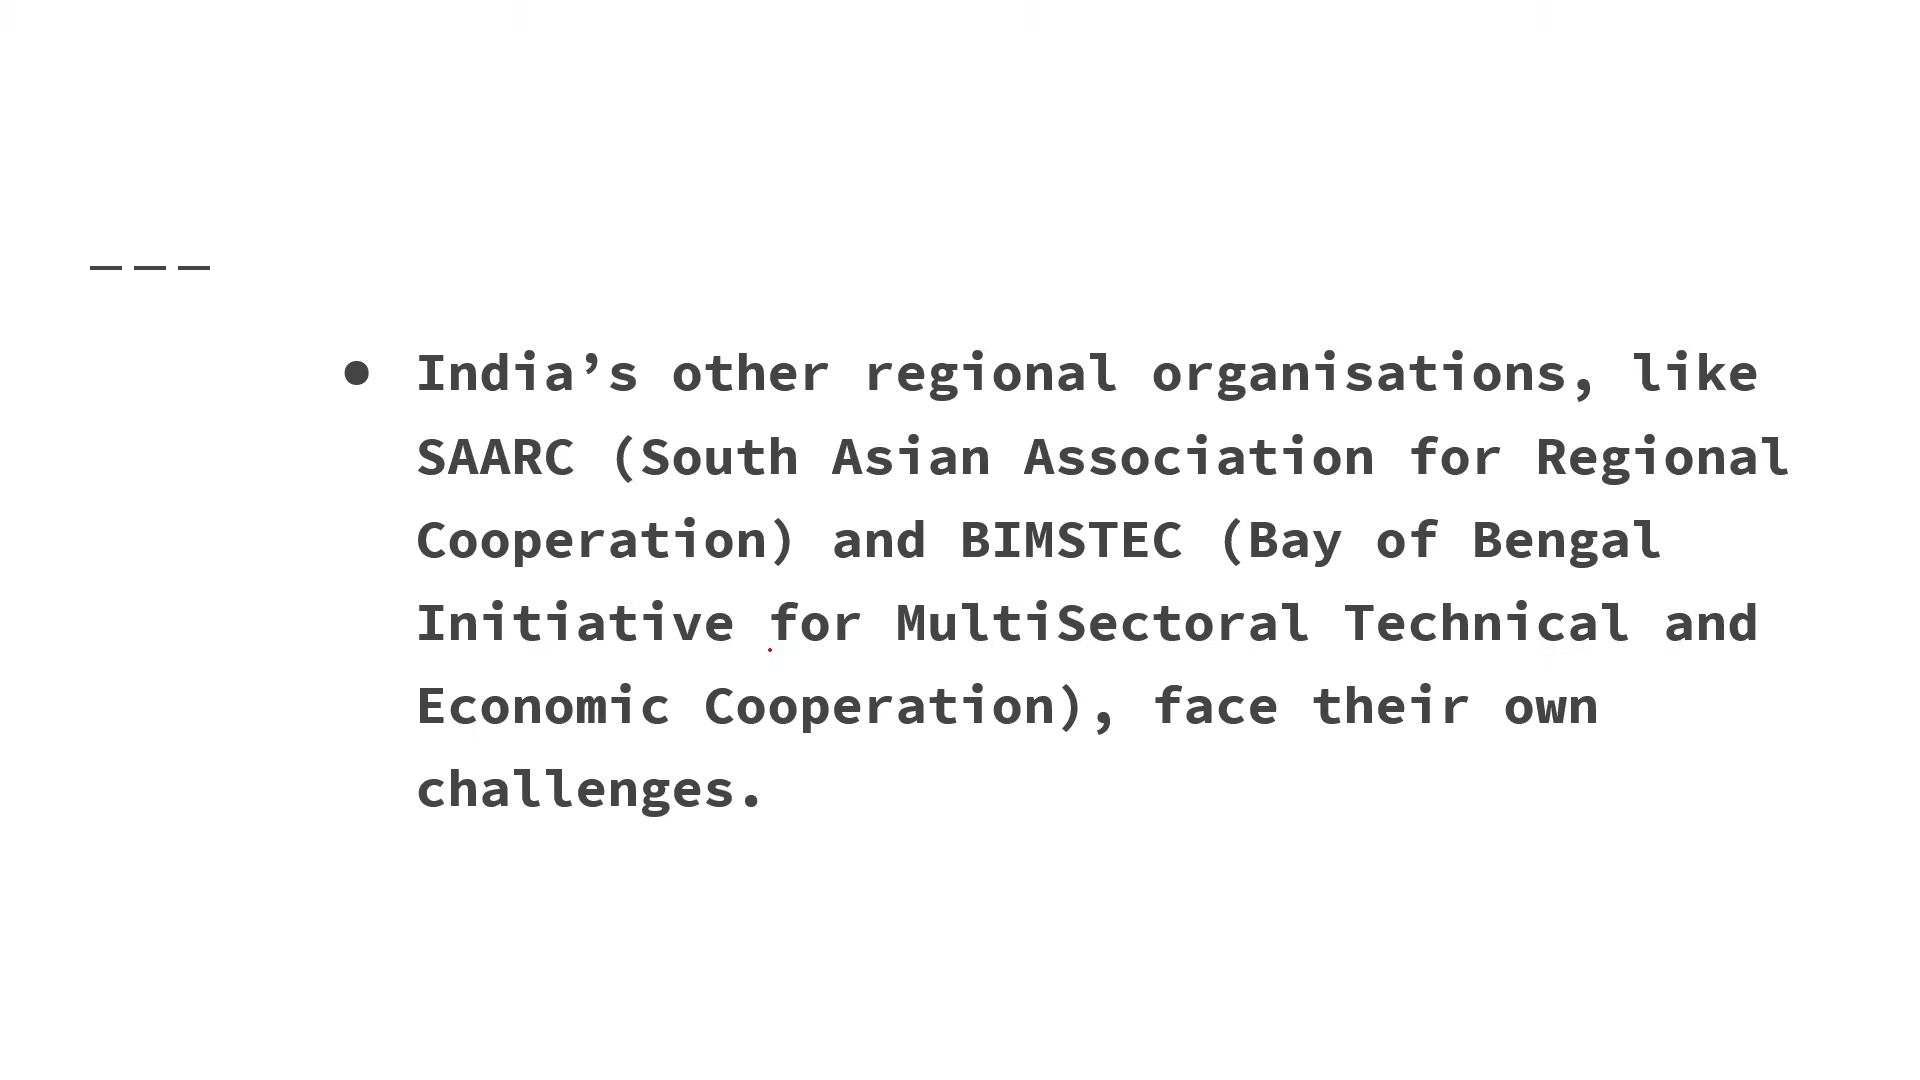 ● India’s other regional organisations, like
SAARC (South Asian Association for Regional
Cooperation) and BIMSTEC (Bay of Bengal
Initiative for MultiSectoral Technical and
Economic Cooperation), face their own
challenges.